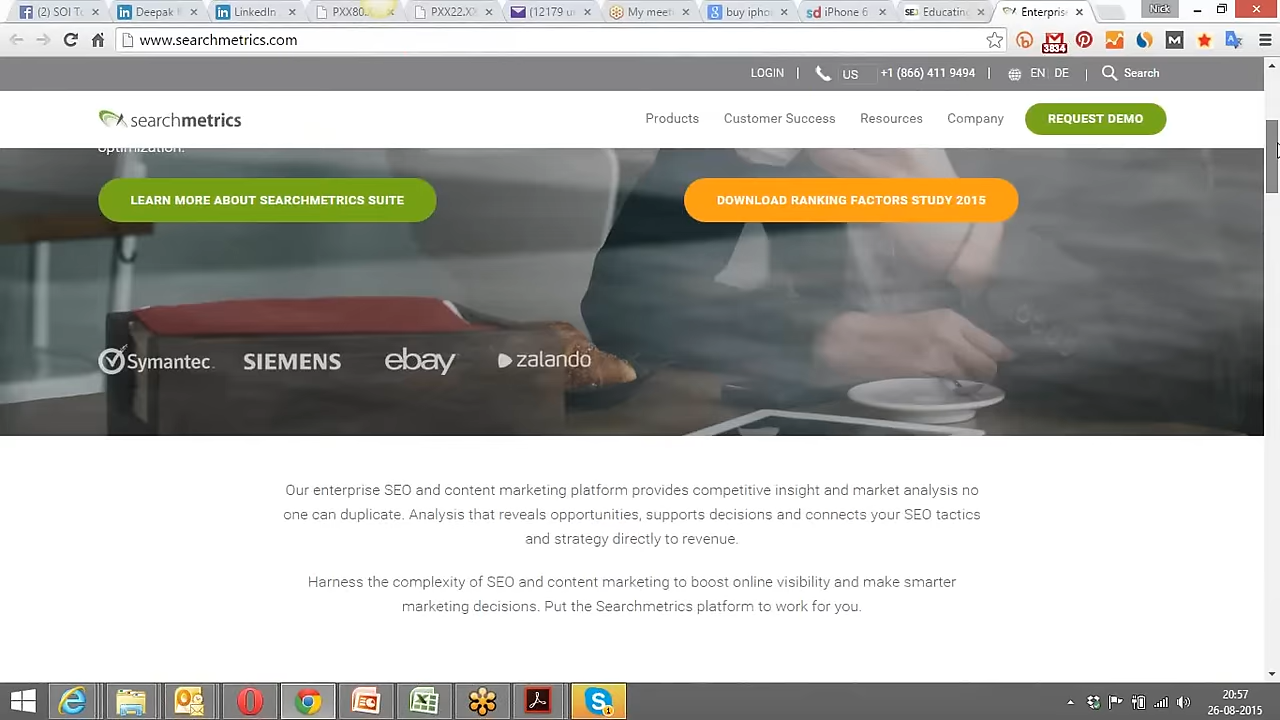 (2) SOI To
Deepak
LinkedIn
PXX80
PXX22.X
(12179 u
My meeti
buy iphon
iPhone 6
Educating
Enterpris
Nick
www.searchmetrics.com
3834
LOGIN | US +1 (866) 411 9494 | EN DE | Search
searchmetrics
Products Customer Success Resources Company REQUEST DEMO
optimization.
LEARN MORE ABOUT SEARCHMETRICS SUITE
DOWNLOAD RANKING FACTORS STUDY 2015
Symantec. SIEMENS ebay zalando
Our enterprise SEO and content marketing platform provides competitive insight and market analysis no
one can duplicate. Analysis that reveals opportunities, supports decisions and connects your SEO tactics
and strategy directly to revenue.
Harness the complexity of SEO and content marketing to boost online visibility and make smarter
marketing decisions. Put the Searchmetrics platform to work for you.
20:57
26-08-2015